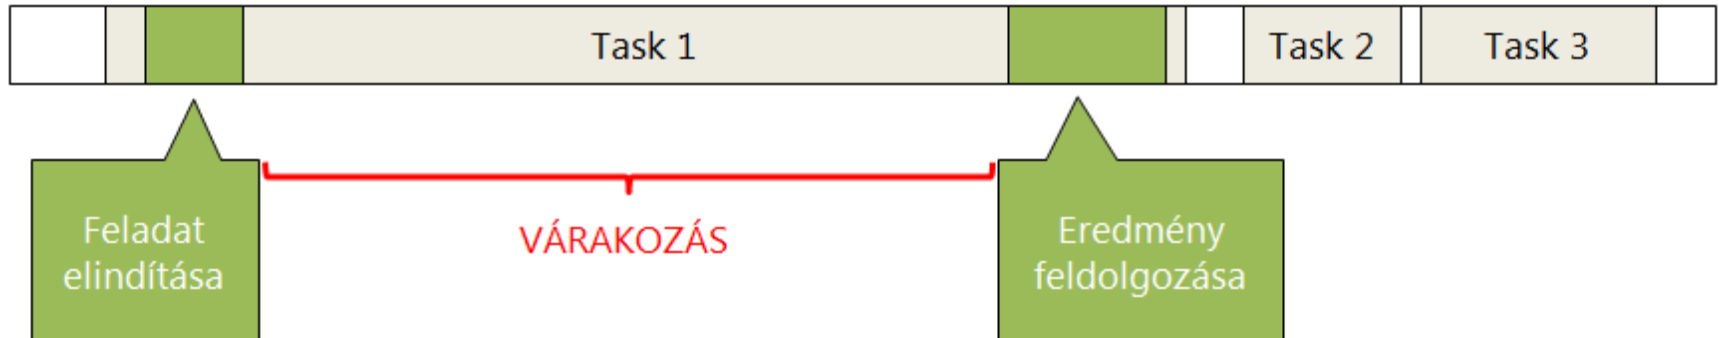 Task 1
Task 2
Task 3
Feladat
elindítása
VÁRAKOZÁS
Eredmény
feldolgozása